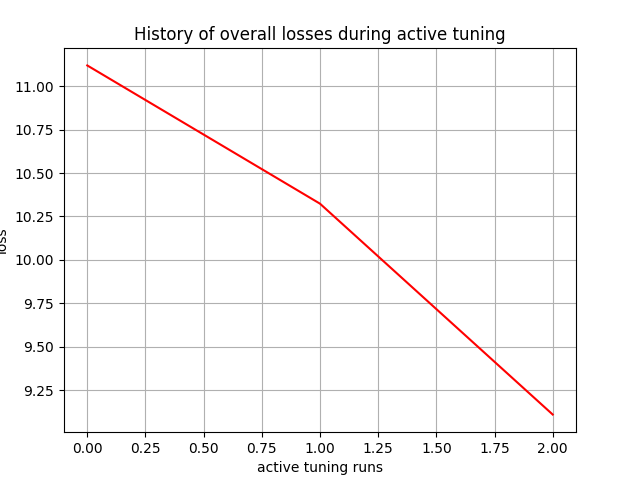 History of overall losses during active tuning
11.00
10.75
10.50
10.25
10.00
9.75
9.50
9.25
loss
0.00 0.25 0.50 0.75 1.00 1.25 1.50 1.75 2.00
active tuning runs